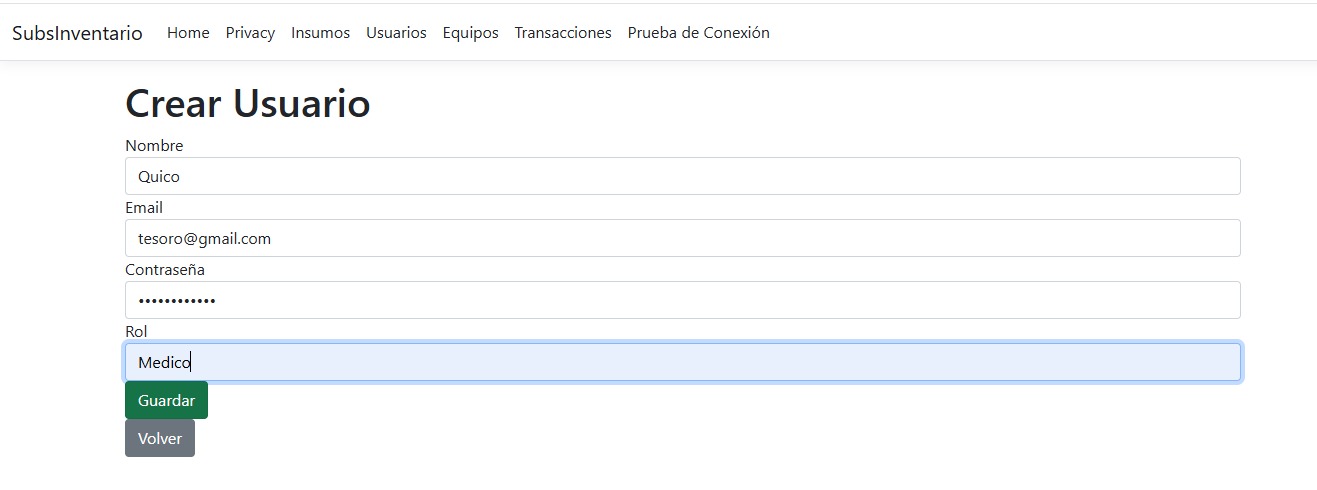 SubsInventario Home Privacy Insumos Usuarios Equipos Transacciones Prueba de Conexión
Crear Usuario
Nombre
Quico
Email
tesoro@gmail.com
Contraseña
••••••••••••
Rol
Medico
Guardar
Volver